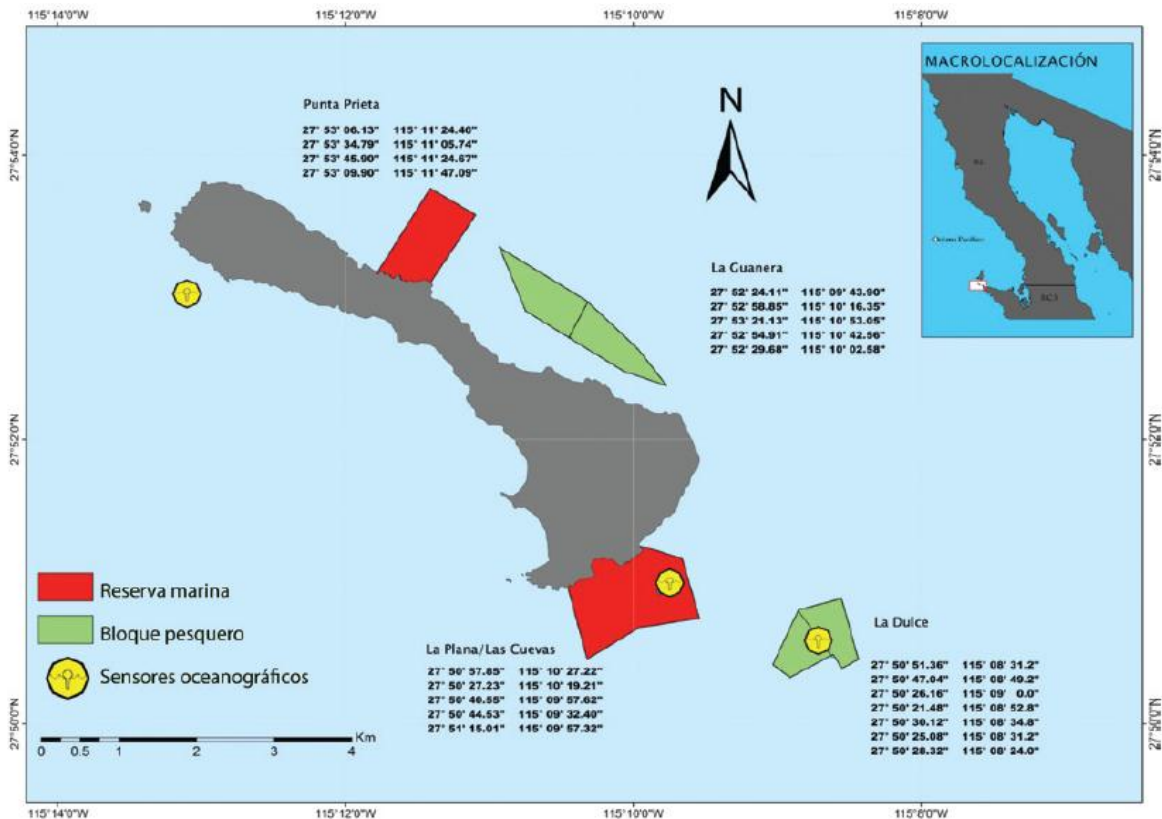 115°14'0"W
115°12'0"W
115°10'0"W
115°8'0"W
MACROLOCALIZACIÓN
N
Punta Prieta
27° 53' 06.13" 115° 11' 24.40"
27° 53' 34.79" 115° 11' 05.74"
27° 53' 45.90" 115° 11' 24.67"
27° 53' 09.90" 115° 11' 47.09"
27°54'0"N
27°54'0"N
La Guanera
27° 52' 24.11" 115° 09' 43.90"
27° 52' 58.85" 115° 10' 16.35"
27° 53' 21.13" 115° 10' 53.05"
27° 52' 54.91" 115° 10' 42.56"
27° 52' 29.68" 115° 10' 02.58"
27°52'0"N
27°52'0"N
Reserva marina
Bloque pesquero
Sensores oceanográficos
La Plana/Las Cuevas
27° 50' 57.85" 115° 10' 27.22"
27° 50' 27.23" 115° 10' 19.21"
27° 50' 40.55" 115° 09' 57.62"
27° 50' 44.53" 115° 09' 32.40"
27° 51' 15.01" 115° 09' 57.32"
La Dulce
27° 50' 51.36" 115° 08' 31.2"
27° 50' 47.04" 115° 08' 49.2"
27° 50' 26.16" 115° 09' 0.0"
27° 50' 21.48" 115° 08' 52.8"
27° 50' 30.12" 115° 08' 34.8"
27° 50' 25.08" 115° 08' 31.2"
27° 50' 28.32" 115° 08' 24.0"
27°50'0"N
27°50'0"N
0 0.5 1 2 3 4 Km
115°14'0"W
115°12'0"W
115°10'0"W
115°8'0"W